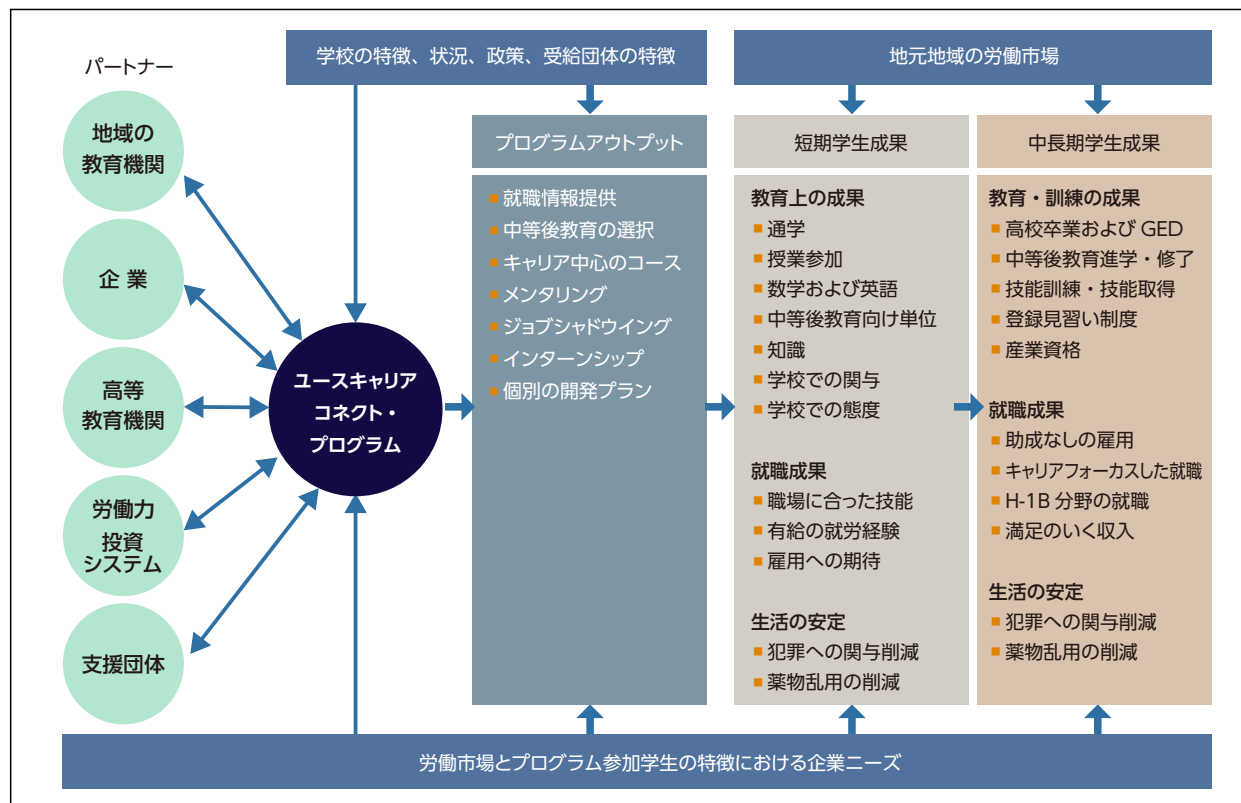 学校の特徴、状況、政策、受給団体の特徴
地元地域の労働市場
パートナー
地域の
教育機関
企 業
高等
教育機関
労働力
投資
システム
支援団体
ユースキャリア
コネクト・
プログラム
プログラムアウトプット
就職情報提供
中等後教育の選択
キャリア中心のコース
メンタリング
ジョブシャドウイング
インターンシップ
個別の開発プラン
短期学生成果
教育上の成果
通学
授業参加
数学および英語
中等後教育向け単位
知識
学校での関与
学校での態度
就職成果
職場に合った技能
有給の就労経験
雇用への期待
生活の安定
犯罪への関与削減
薬物乱用の削減
中長期学生成果
教育・訓練の成果
高校卒業および GED
中等後教育進学・修了
技能訓練・技能取得
登録見習い制度
産業資格
就職成果
助成なしの雇用
キャリアフォーカスした就職
H-1B 分野の就職
満足のいく収入
生活の安定
犯罪への関与削減
薬物乱用の削減
労働市場とプログラム参加学生の特徴における企業ニーズ